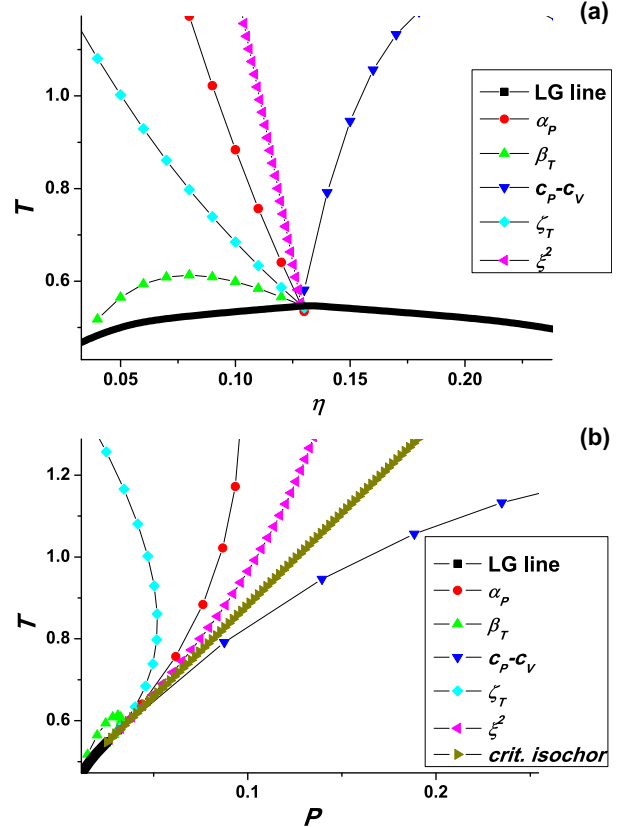 (a)
1.0
0.8
0.6
T
0.05
0.10
0.15
0.20
η
LG line
α_P
β_T
c_P-c_V
ζ_T
ξ²
(b)
1.2
1.0
0.8
0.6
T
0.1
0.2
P
LG line
α_P
β_T
c_P-c_V
ζ_T
ξ²
crit. isochor